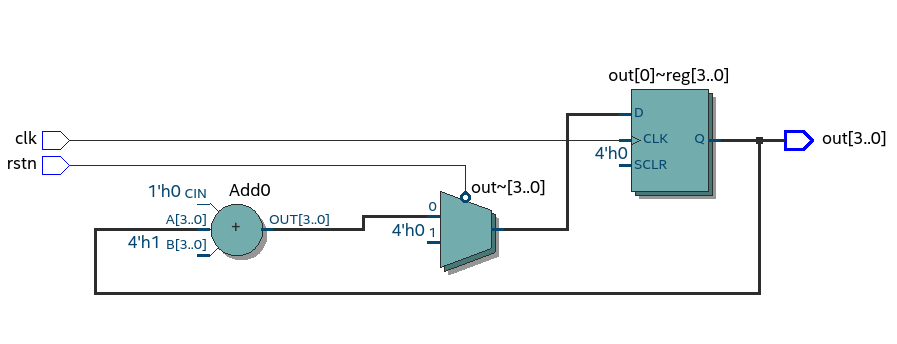 out[0]~reg[3..0]
clk
D
CLK
Q
out[3..0]
4'h0
SCLR
rstn
1'h0 CIN
Add0
out~[3..0]
A[3..0]
+
OUT[3..0]
0
4'h1 B[3..0]
4'h0
1